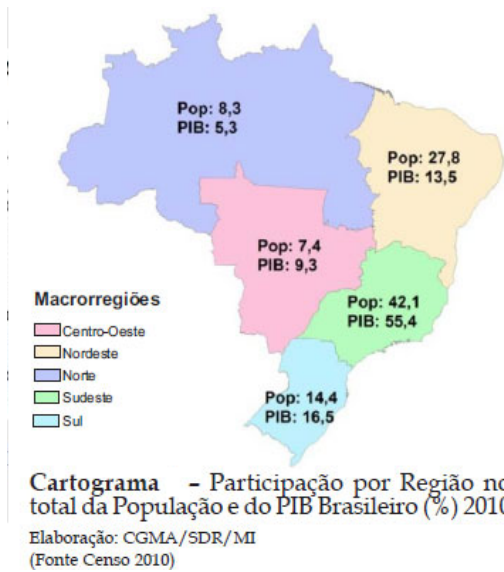 Pop: 8,3
PIB: 5,3
Pop: 27,8
PIB: 13,5
Pop: 7,4
PIB: 9,3
Pop: 42,1
PIB: 55,4
Pop: 14,4
PIB: 16,5
Macrorregiões
Centro-Oeste
Nordeste
Norte
Sudeste
Sul
Cartograma – Participação por Região no
total da População e do PIB Brasileiro (%) 2010
Elaboração: CGMA/SDR/MI
(Fonte Censo 2010)